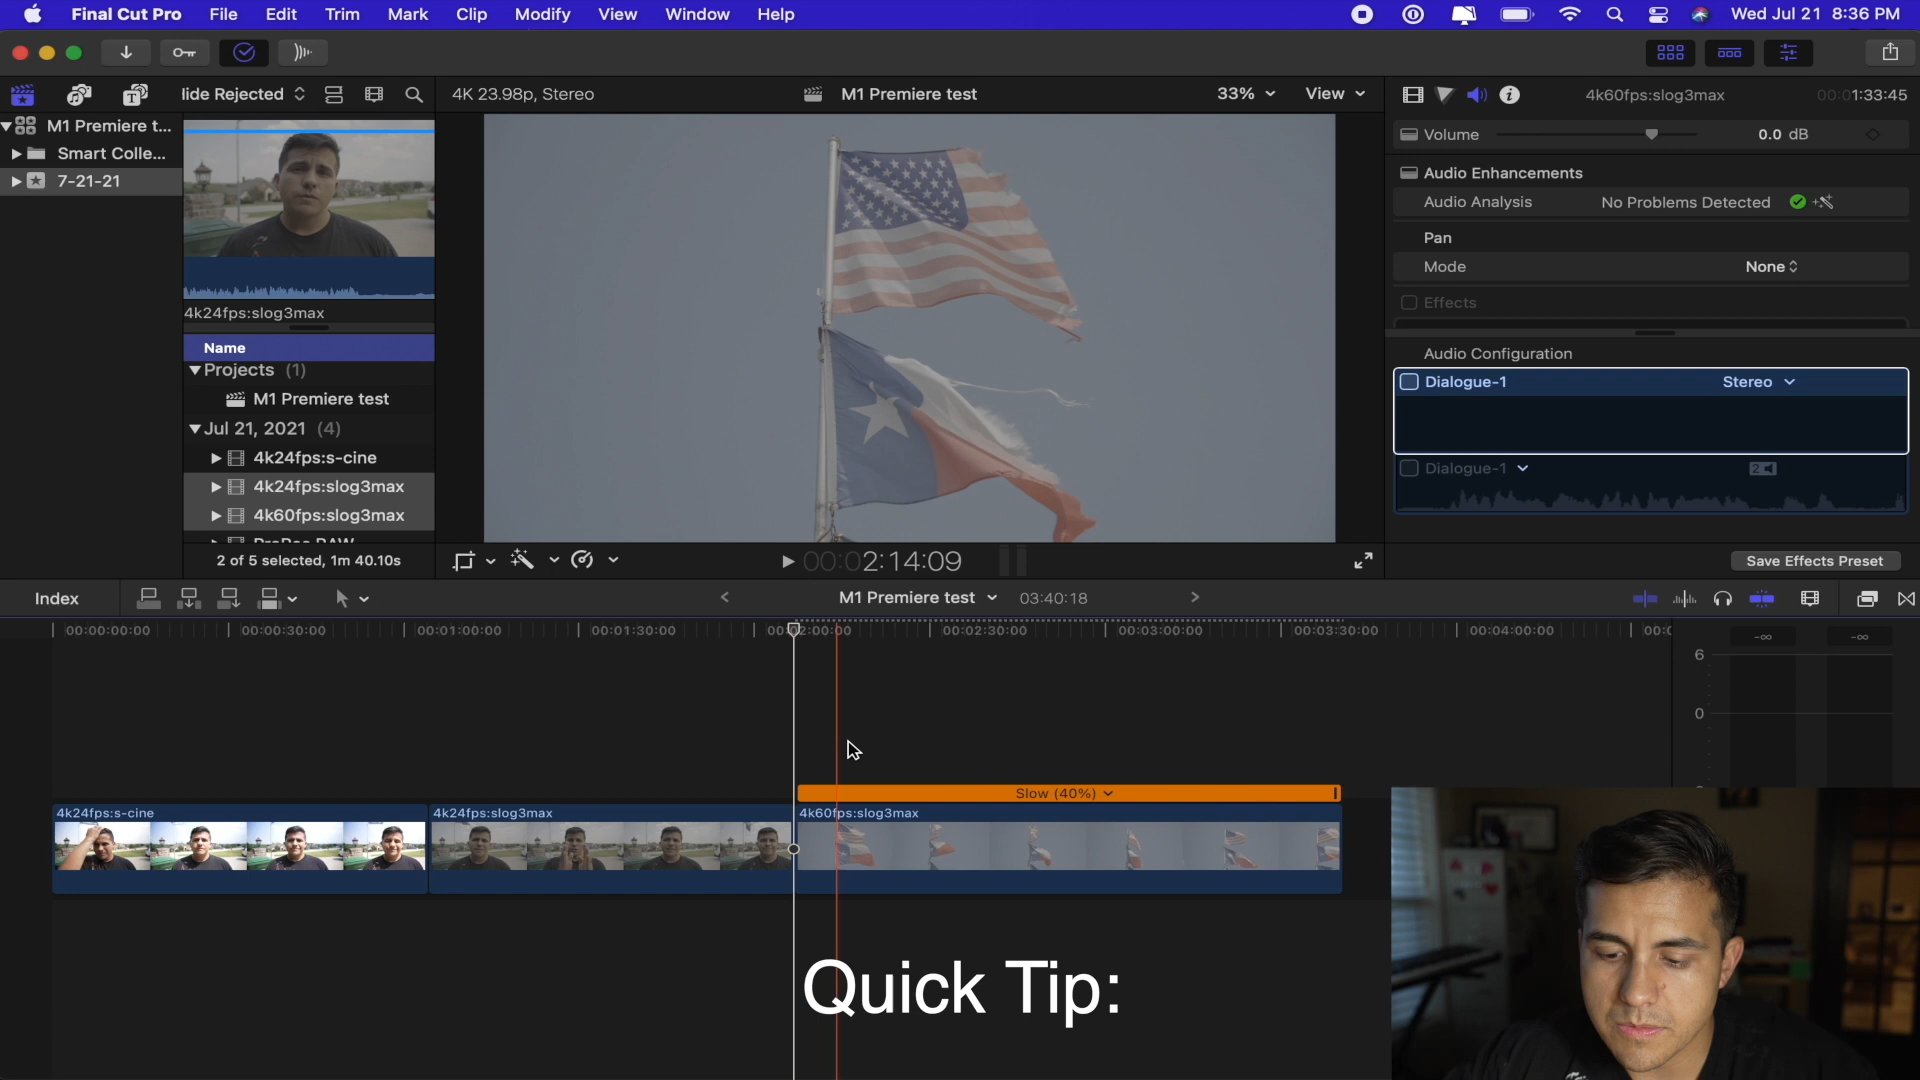 Final Cut Pro File Edit Trim Mark Clip Modify View Window Help Wed Jul 21 8:36 PM
lide Rejected 4K 23.98p, Stereo M1 Premiere test 33% View 4k60fps:slog3max 00:01:33:45
M1 Premiere t...
Smart Colle...
7-21-21
4k24fps:slog3max
Name
Projects (1)
M1 Premiere test
Jul 21, 2021 (4)
4k24fps:s-cine
4k24fps:slog3max
4k60fps:slog3max
2 of 5 selected, 1m 40.10s
00:02:14:09
Volume 0.0 dB
Audio Enhancements
Audio Analysis No Problems Detected
Pan
Mode None
Effects
Audio Configuration
Dialogue-1 Stereo
Dialogue-1 2
Save Effects Preset
Index M1 Premiere test 03:40:18
00:00:00:00 00:00:30:00 00:01:00:00 00:01:30:00 00:02:00:00 00:02:30:00 00:03:00:00 00:03:30:00 00:04:00:00 00:0
-∞ -∞
6
0
Slow (40%)
4k24fps:s-cine 4k24fps:slog3max 4k60fps:slog3max
Quick Tip: